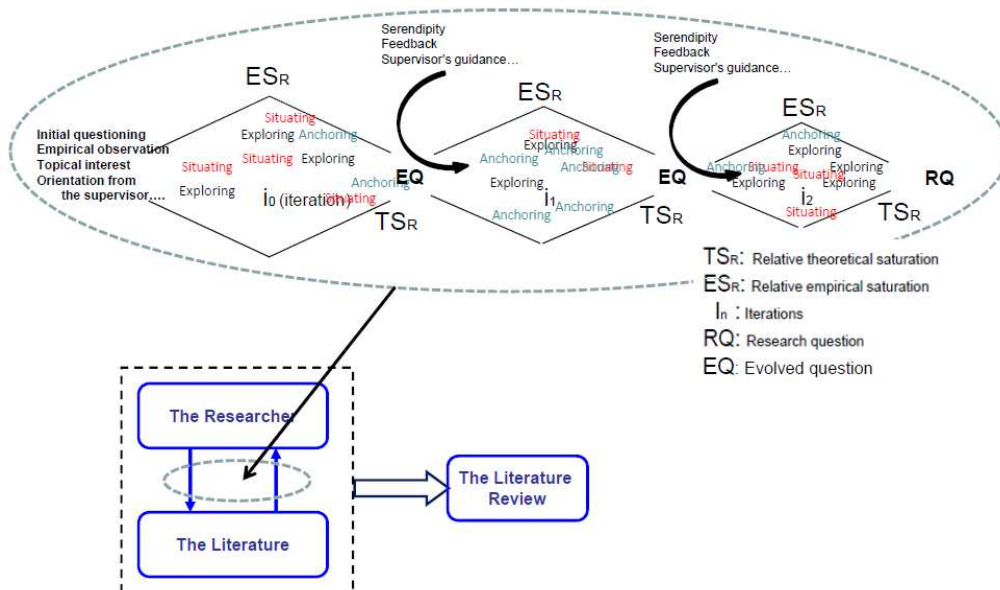 Serendipity
Feedback
Supervisor's guidance…
Serendipity
Feedback
Supervisor's guidance…
ESR
Situating
Exploring Anchoring
Situating Exploring
Situating
Exploring
Anchoring
Situating
i0 (iteration)
Initial questioning
Empirical observation
Topical interest
Orientation from
the supervisor….
EQ
TSR
ESR
Situating
Exploring
Anchoring
Anchoring
Anchoring
Situating
Exploring
i1
Anchoring
Anchoring
EQ
TSR
ESR
Anchoring
Exploring
Anchoring
Situating
Exploring
Situating
Exploring
Exploring
i2
Situating
RQ
TSR
TSR: Relative theoretical saturation
ESR: Relative empirical saturation
In : Iterations
RQ: Research question
EQ: Evolved question
The Researcher
The Literature
The Literature
Review